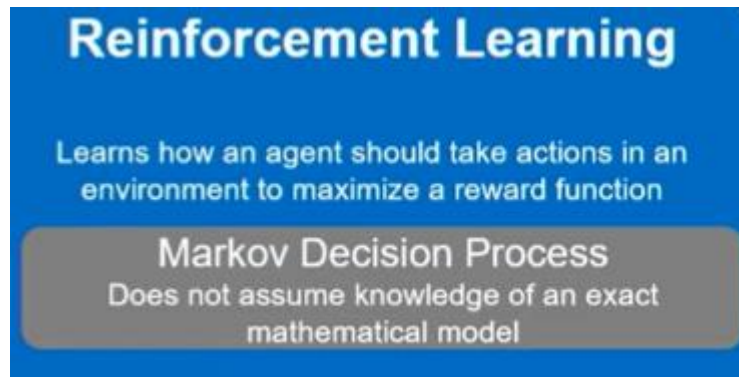 Reinforcement Learning
Learns how an agent should take actions in an
environment to maximize a reward function
Markov Decision Process
Does not assume knowledge of an exact
mathematical model